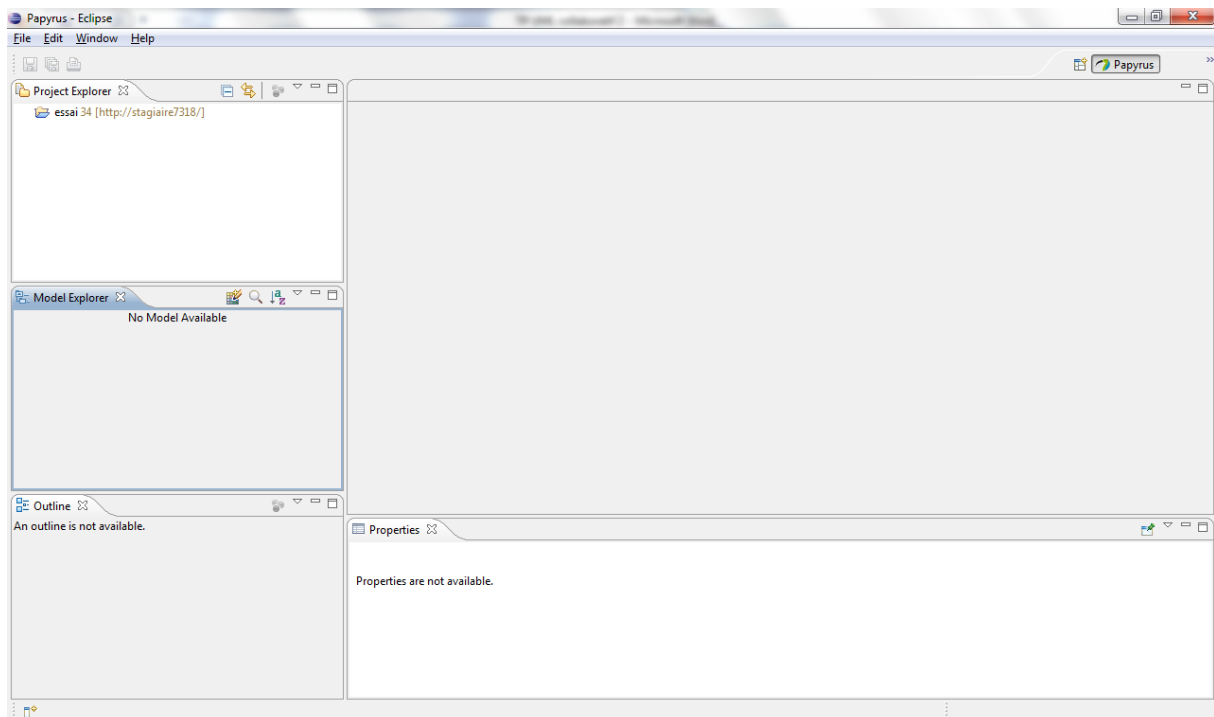 Papyrus - Eclipse
File Edit Window Help
Papyrus
Project Explorer
essai 34 [http://stagiaire7318/]
Model Explorer
No Model Available
Outline
An outline is not available.
Properties
Properties are not available.